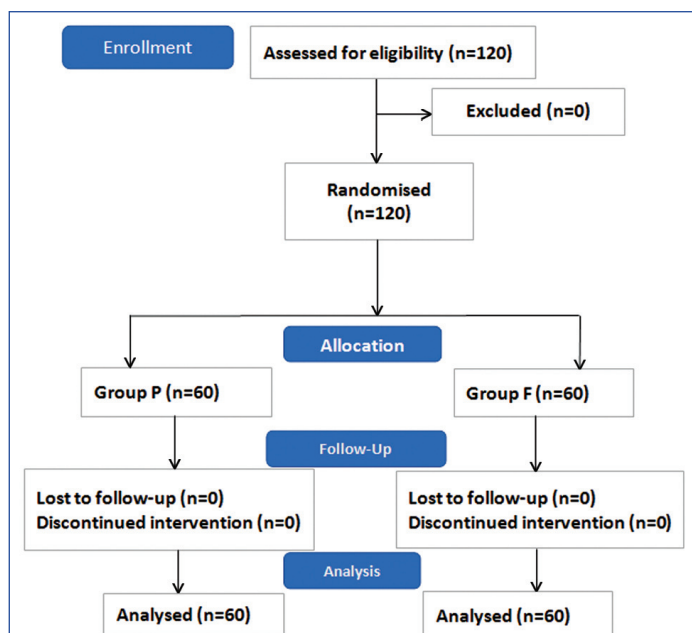 Enrollment
Assessed for eligibility (n=120)
Excluded (n=0)
Randomised
(n=120)
Allocation
Group P (n=60)
Group F (n=60)
Follow-Up
Lost to follow-up (n=0)
Discontinued intervention (n=0)
Lost to follow-up (n=0)
Discontinued intervention (n=0)
Analysis
Analysed (n=60)
Analysed (n=60)